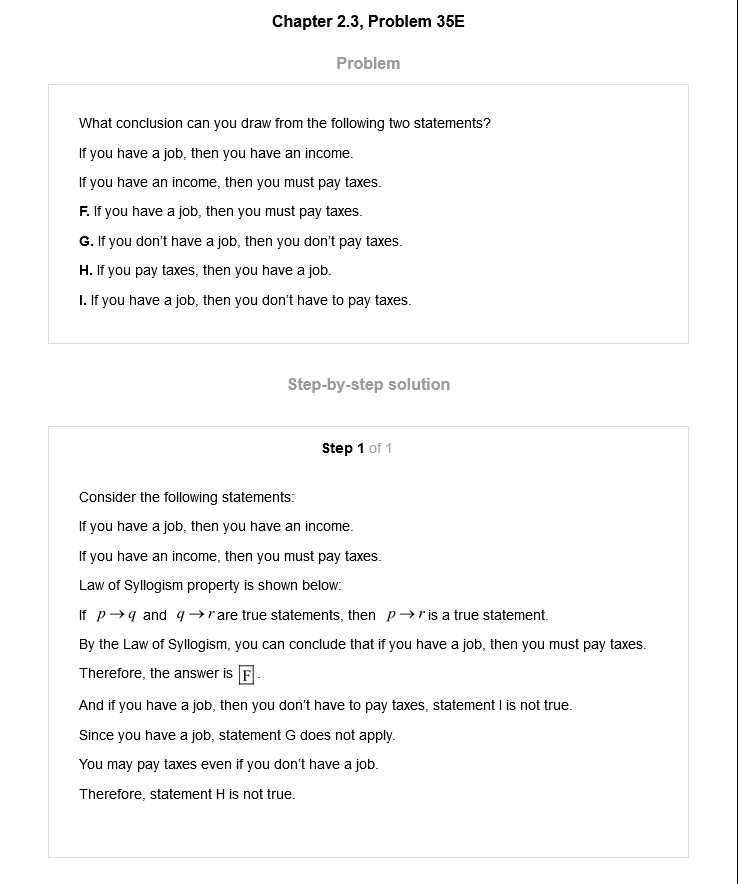 Chapter 2.3, Problem 35E
Problem
What conclusion can you draw from the following two statements?
If you have a job, then you have an income.
If you have an income, then you must pay taxes.
F. If you have a job, then you must pay taxes.
G. If you don't have a job, then you don't pay taxes.
H. If you pay taxes, then you have a job.
I. If you have a job, then you don't have to pay taxes.
Step-by-step solution
Step 1 of 1
Consider the following statements:
If you have a job, then you have an income.
If you have an income, then you must pay taxes.
Law of Syllogism property is shown below:
If p→q and q→r are true statements, then p→r is a true statement.
By the Law of Syllogism, you can conclude that if you have a job, then you must pay taxes.
Therefore, the answer is F.
And if you have a job, then you don't have to pay taxes, statement I is not true.
Since you have a job, statement G does not apply.
You may pay taxes even if you don't have a job.
Therefore, statement H is not true.